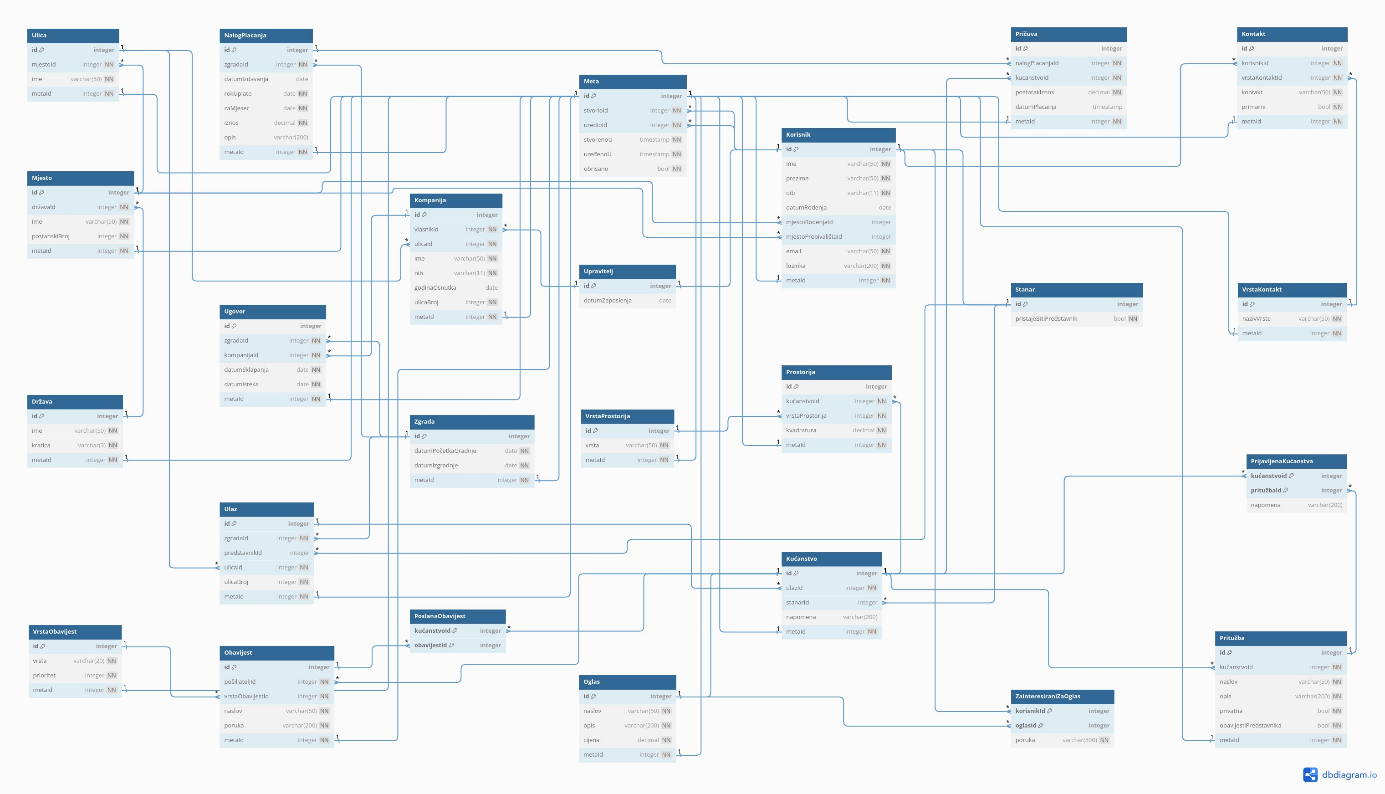 Ulica
id integer
mjestoId integer NN
ime varchar(50) NN
metaId integer NN
NalogPlacanja
id integer
zgradaId integer NN
datumIzdavanja date
rokUplate date NN
zaMjesec date NN
iznos decimal NN
opis varchar(200)
metaId integer NN
Meta
id integer
stvorioId integer NN
uredioId integer NN
stvorenoU timestamp NN
uređenoU timestamp NN
obrisano bool NN
Pričuva
id integer
nalogPlacanjaId integer NN
kućanstvoId integer NN
postotakIznos decimal NN
datumPlacanja timestamp
metaId integer NN
Kontakt
id integer
korisnikId integer NN
vrstaKontaktId integer NN
kontakt varchar(50) NN
primarni bool NN
metaId integer NN
Korisnik
id integer
ime varchar(50) NN
prezime varchar(50) NN
oib varchar(11) NN
datumRođenja date
mjestoRođenjaId integer
mjestoPrebivalištaId integer
email varchar(50) NN
lozinka varchar(200) NN
metaId integer NN
Mjesto
id integer
državaId integer NN
ime varchar(50) NN
postanskiBroj integer NN
metaId integer NN
Kompanija
id integer
vlasnikId integer NN
ulicaId integer NN
ime varchar(50) NN
oib varchar(11) NN
godinaOsnutka date
ulicaBroj integer NN
metaId integer NN
Upravitelj
id integer
datumZaposlenja date
Stanar
id integer
pristajeBitiPredstavnik bool NN
VrstaKontakt
id integer
nazivVrste varchar(50) NN
metaId integer NN
Ugovor
id integer
zgradaId integer NN
kompanijaId integer NN
datumSklapanja date NN
datumIsteka date NN
metaId integer NN
Država
id integer
ime varchar(50) NN
kratica varchar(3) NN
metaId integer NN
Zgrada
id integer
datumPočetkaGradnje date NN
datumIzgradnje date NN
metaId integer NN
VrstaProstorija
id integer
vrsta varchar(50) NN
metaId integer NN
Prostorija
id integer
kućanstvoId integer NN
vrstaProstorija integer NN
kvadratura decimal NN
metaId integer NN
PrijavljenaKućanstva
kućanstvoId integer
pritužbaId integer
napomena varchar(200)
Ulaz
id integer
zgradaId integer NN
predstavnikId integer
ulicaId integer NN
ulicaBroj integer NN
metaId integer NN
Kućanstvo
id integer
ulazId integer NN
stanarId integer
napomena varchar(200)
metaId integer NN
PoslanaObavijest
kućanstvoId integer
obavijestId integer
VrstaObavijest
id integer
vrsta varchar(20) NN
prioritet integer NN
metaId integer NN
Obavijest
id integer
pošiljateljId integer NN
vrstaObavijestId integer NN
naslov varchar(50) NN
poruka varchar(200) NN
metaId integer NN
Oglas
id integer
naslov varchar(50) NN
opis varchar(200) NN
cijena decimal NN
metaId integer NN
ZainteresiraniZaOglas
korisnikId integer
oglasId integer
poruka varchar(500) NN
Pritužba
id integer
kućanstvoId integer NN
naslov varchar(50) NN
opis varchar(200) NN
privatna bool NN
obavijestiPredstavnika bool NN
metaId integer NN
dbdiagram.io